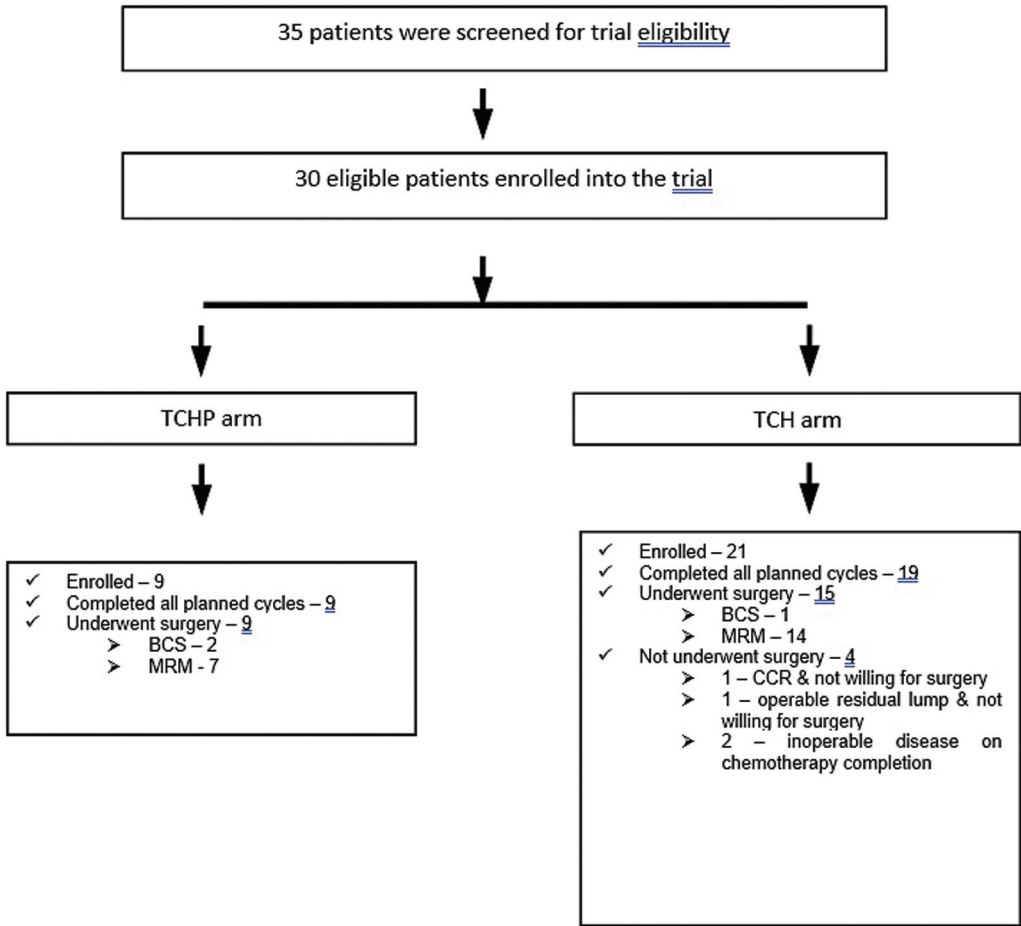 35 patients were screened for trial eligibility
30 eligible patients enrolled into the trial
TCHP arm
TCH arm
✓ Enrolled – 9
✓ Completed all planned cycles – 9
✓ Underwent surgery – 9
➢ BCS – 2
➢ MRM - 7
✓ Enrolled – 21
✓ Completed all planned cycles – 19
✓ Underwent surgery – 15
➢ BCS – 1
➢ MRM – 14
✓ Not underwent surgery – 4
➢ 1 – CCR & not willing for surgery
➢ 1 – operable residual lump & not
willing for surgery
➢ 2 – inoperable disease on
chemotherapy completion